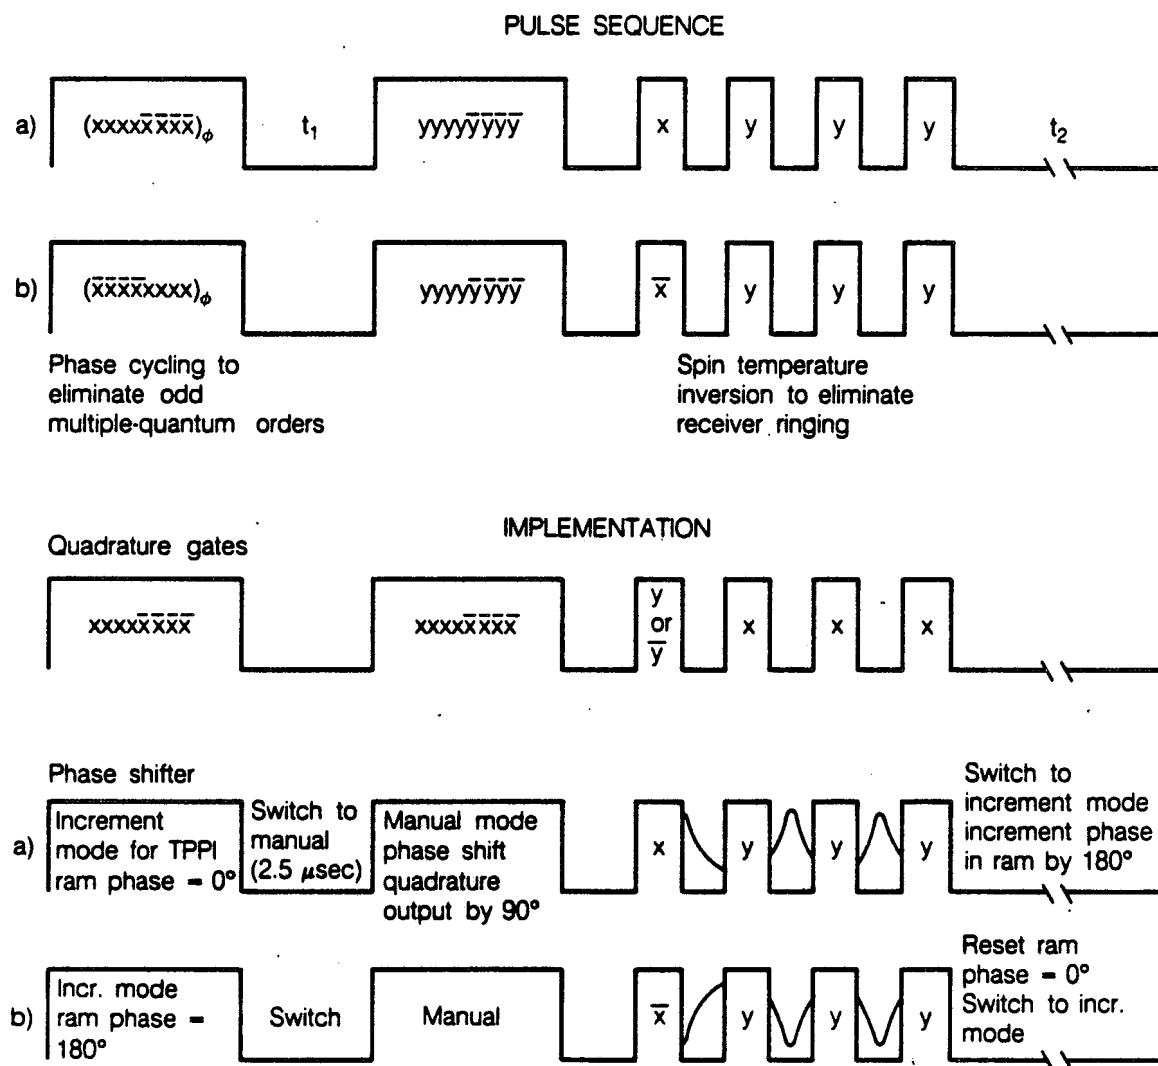 PULSE SEQUENCE
a) (xxxxx̅x̅x̅x̅)ϕ t₁ yyyyy̅y̅y̅y̅ x y y y t₂
b) (x̅x̅x̅x̅xxxx)ϕ yyyyy̅y̅y̅y̅ x̅ y y y
Phase cycling to
eliminate odd
multiple-quantum orders
Spin temperature
inversion to eliminate
receiver ringing
IMPLEMENTATION
Quadrature gates
xxxxx̅x̅x̅x̅ xxxxx̅x̅x̅x̅ y or y̅ x x x
Phase shifter
a)
Increment
mode for TPPI
ram phase = 0°
Switch to
manual
(2.5 μsec)
Manual mode
phase shift
quadrature
output by 90°
x y y y
Switch to
increment mode
increment phase
in ram by 180°
b)
Incr. mode
ram phase =
180°
Switch
Manual
x̅ y y y
Reset ram
phase = 0°
Switch to incr.
mode